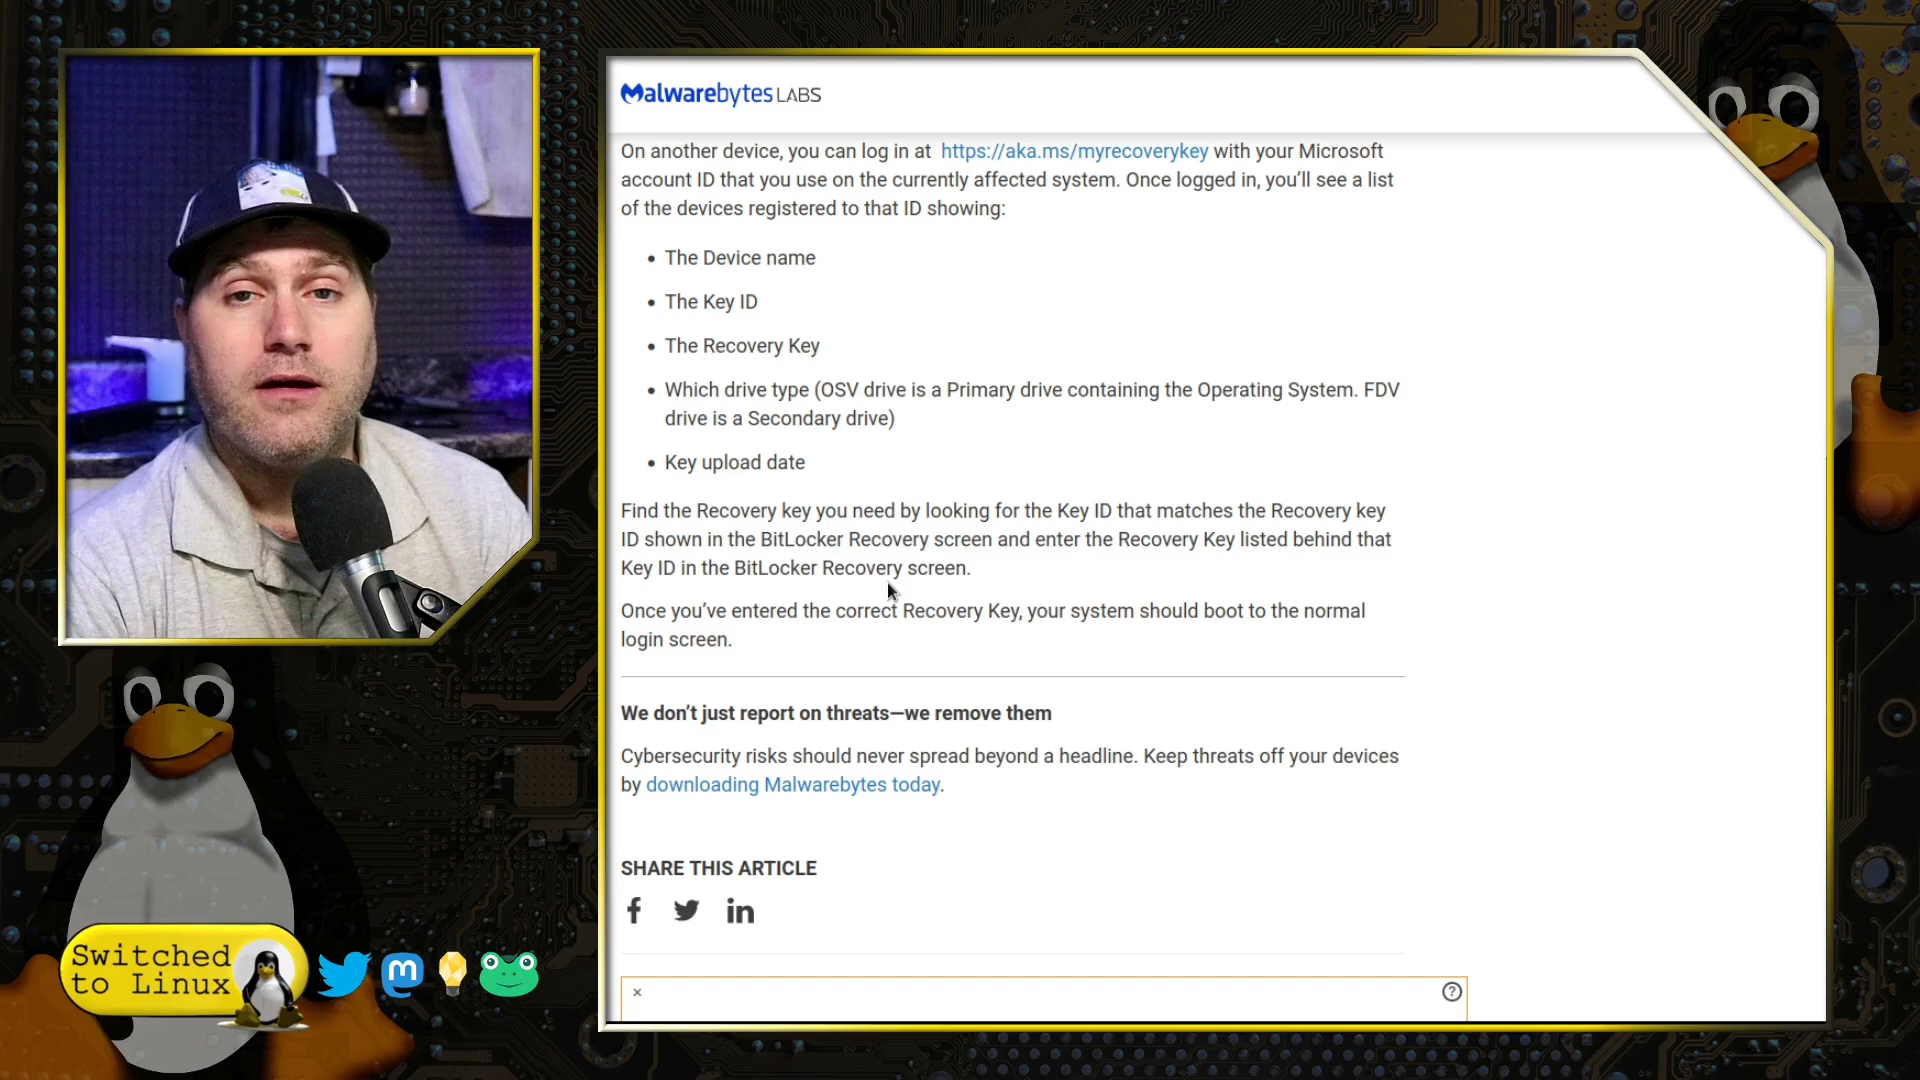 Malwarebytes LABS
On another device, you can log in at https://aka.ms/myrecoverykey with your Microsoft
account ID that you use on the currently affected system. Once logged in, you’ll see a list
of the devices registered to that ID showing:
• The Device name
• The Key ID
• The Recovery Key
• Which drive type (OSV drive is a Primary drive containing the Operating System. FDV
drive is a Secondary drive)
• Key upload date
Find the Recovery key you need by looking for the Key ID that matches the Recovery key
ID shown in the BitLocker Recovery screen and enter the Recovery Key listed behind that
Key ID in the BitLocker Recovery screen.
Once you’ve entered the correct Recovery Key, your system should boot to the normal
login screen.
We don’t just report on threats—we remove them
Cybersecurity risks should never spread beyond a headline. Keep threats off your devices
by downloading Malwarebytes today.
SHARE THIS ARTICLE
Switched
to Linux